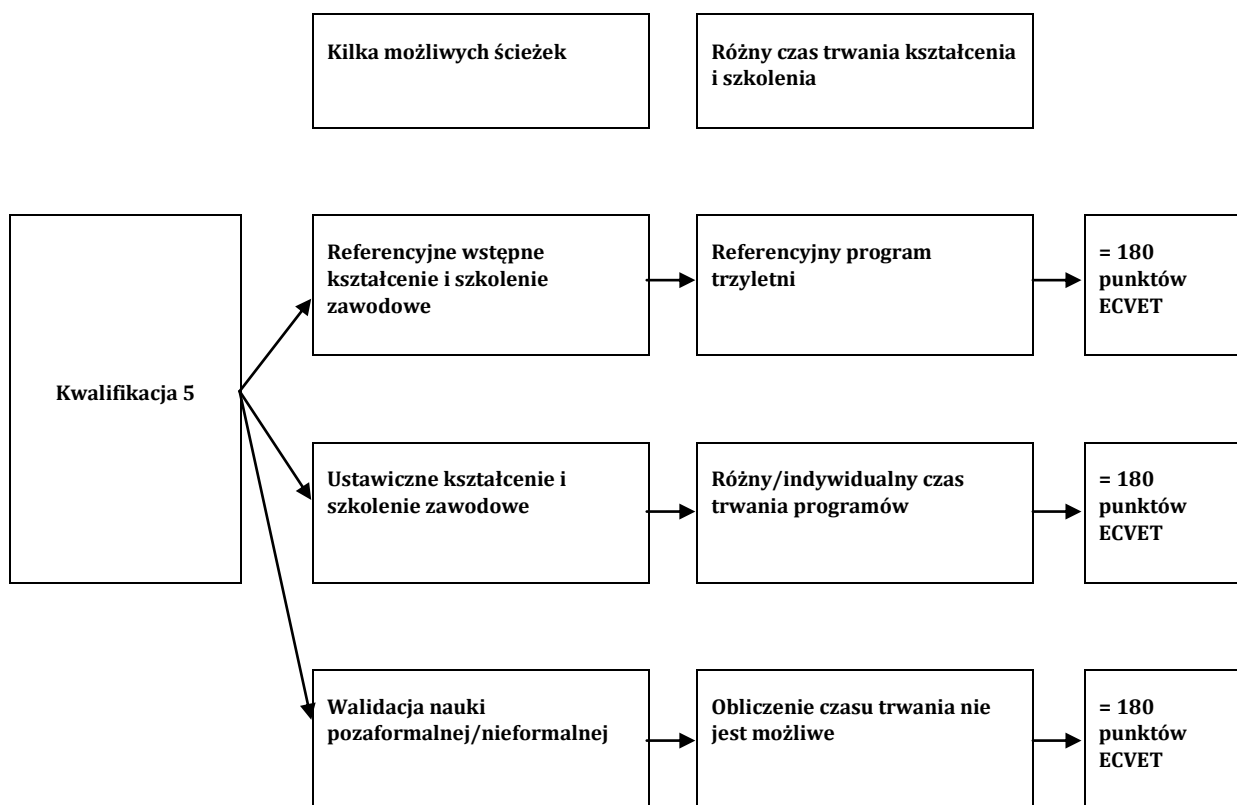 Kilka możliwych ścieżek
Różny czas trwania kształcenia
i szkolenia
Kwalifikacja 5
Referencyjne wstępne
kształcenie i szkolenie
zawodowe
Referencyjny program
trzyletni
= 180
punktów
ECVET
Ustawiczne kształcenie i
szkolenie zawodowe
Różny/indywidualny czas
trwania programów
= 180
punktów
ECVET
Walidacja nauki
pozaformalnej/nieformalnej
Obliczenie czasu trwania nie
jest możliwe
= 180
punktów
ECVET